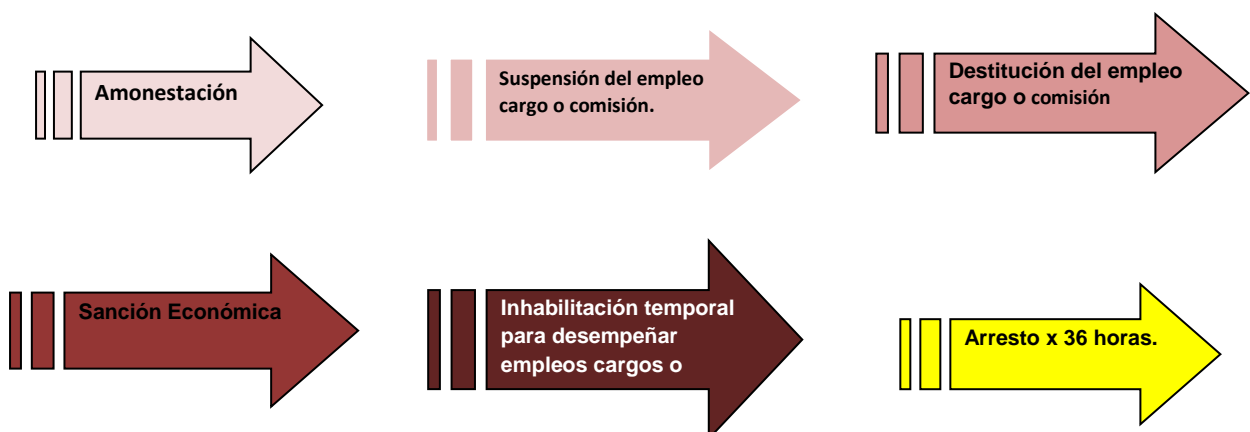 Amonestación
Suspensión del empleo
cargo o comisión.
Destitución del empleo
cargo o comisión
Sanción Económica
Inhabilitación temporal
para desempeñar
empleos cargos o
Arresto x 36 horas.